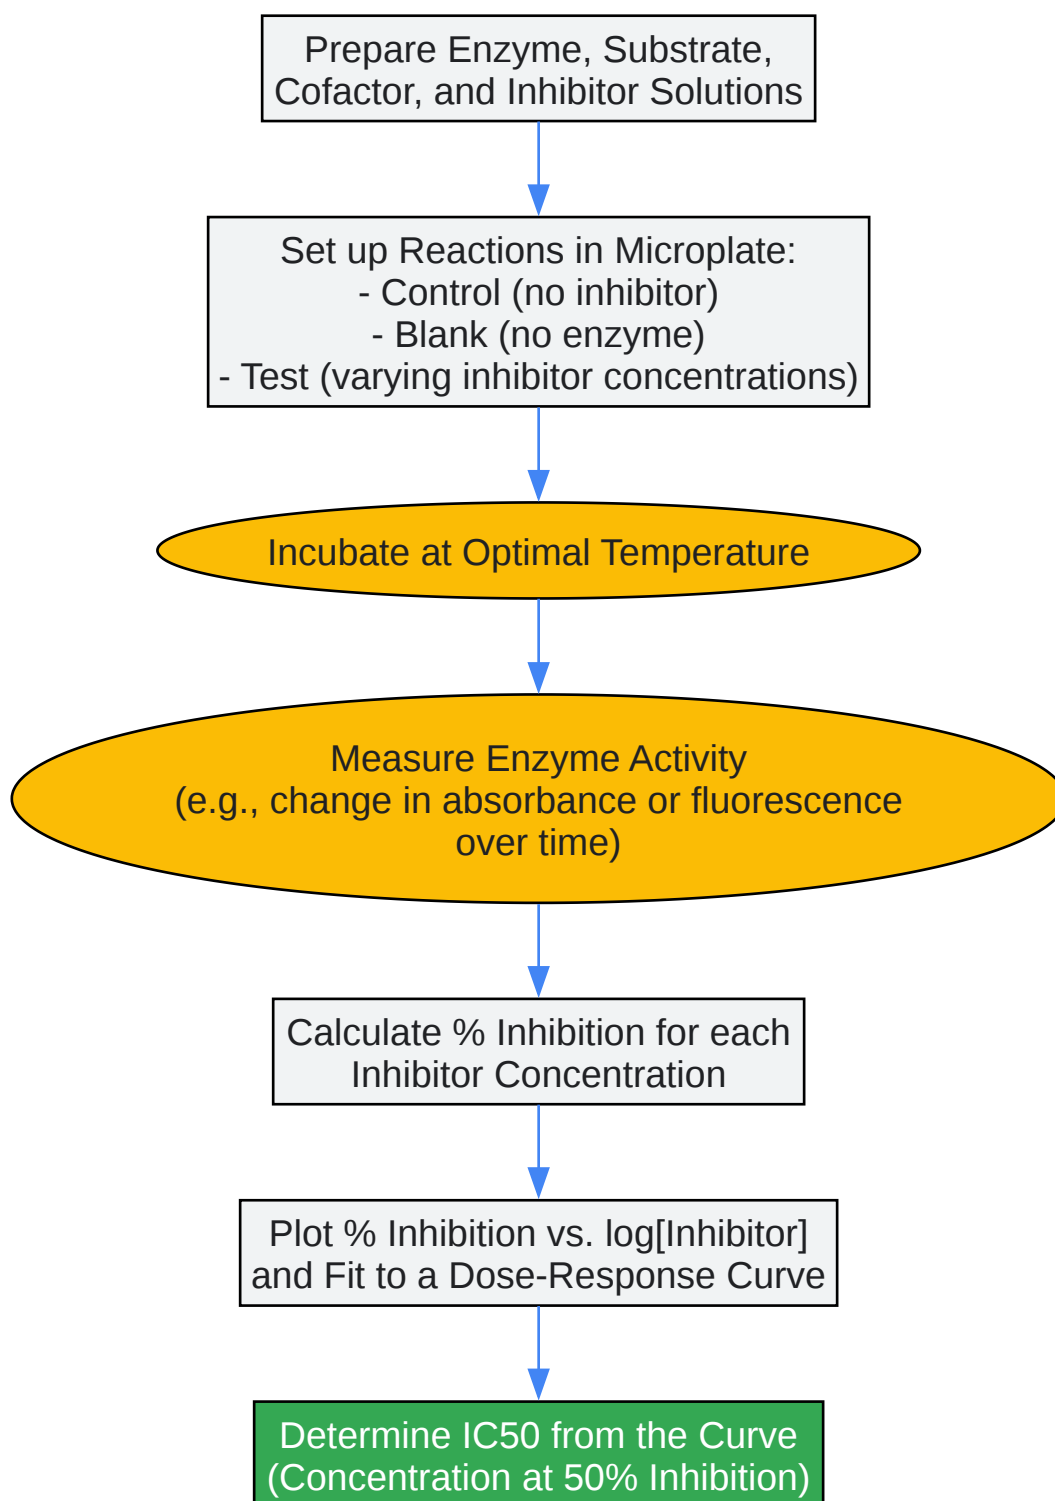 Prepare Enzyme, Substrate,
Cofactor, and Inhibitor Solutions
Set up Reactions in Microplate:
- Control (no inhibitor)
- Blank (no enzyme)
- Test (varying inhibitor concentrations)
Incubate at Optimal Temperature
Measure Enzyme Activity
(e.g., change in absorbance or fluorescence
over time)
Calculate % Inhibition for each
Inhibitor Concentration
Plot % Inhibition vs. log[Inhibitor]
and Fit to a Dose-Response Curve
Determine IC50 from the Curve
(Concentration at 50% Inhibition)